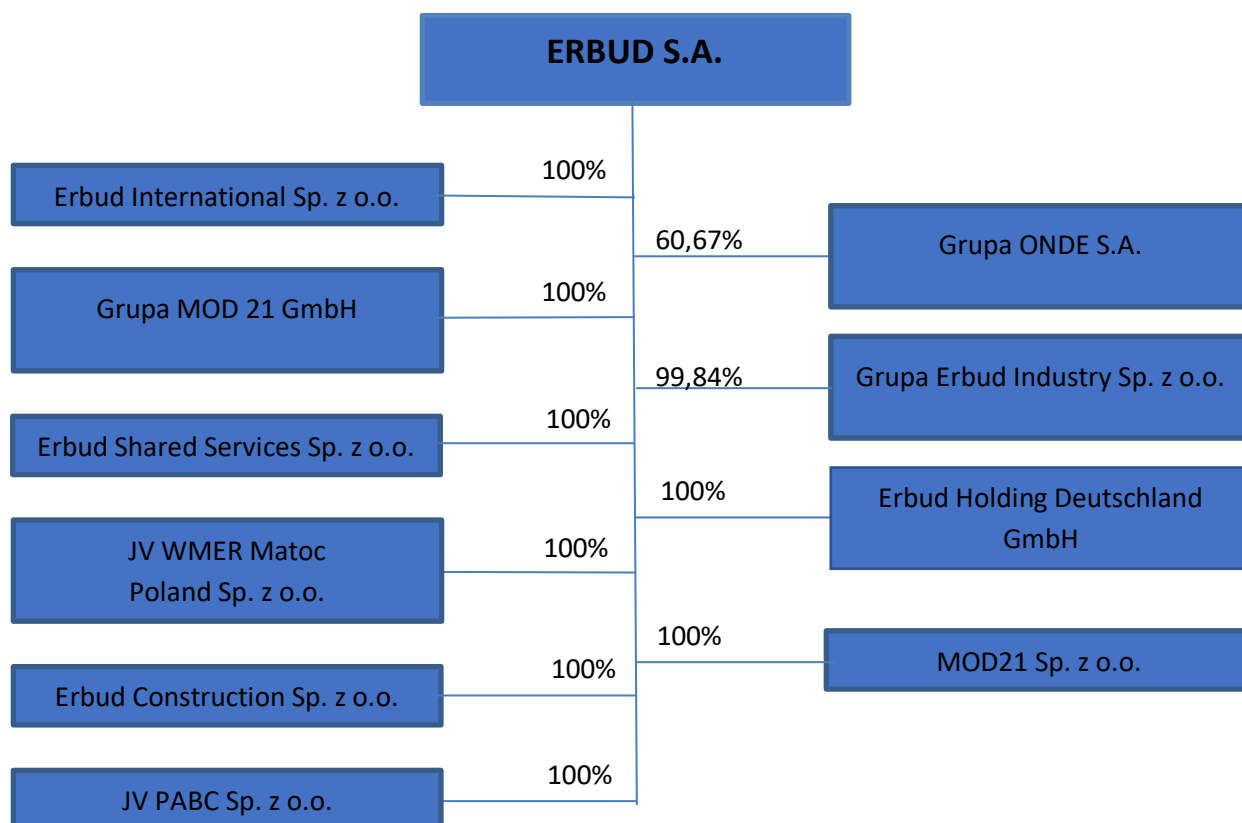 ERBUD S.A.
100%
Erbud International Sp. z o.o.
60,67%
Grupa ONDE S.A.
100%
Grupa MOD 21 GmbH
99,84%
Grupa Erbud Industry Sp. z o.o.
100%
Erbud Shared Services Sp. z o.o.
100%
Erbud Holding Deutschland
GmbH
100%
JV WMER Matoc
Poland Sp. z o.o.
100%
MOD21 Sp. z o.o.
100%
Erbud Construction Sp. z o.o.
100%
JV PABC Sp. z o.o.